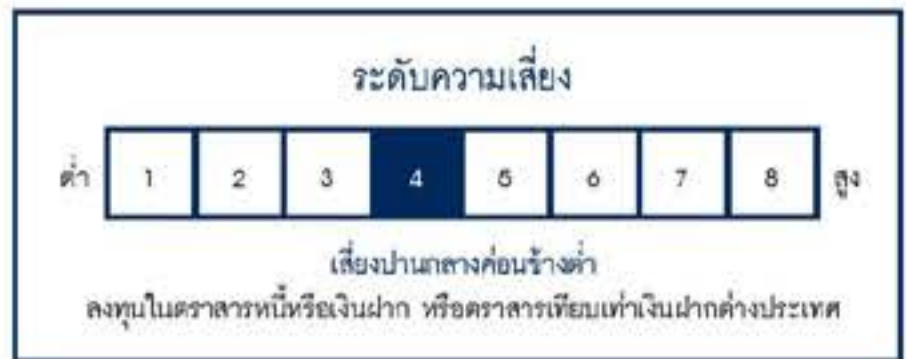 ระดับความเสี่ยง
ต่ำ 1 2 3 4 5 6 7 8 สูง
เสี่ยงปานกลางค่อนข้างต่ำ
ลงทุนในตราสารหนี้หรือเงินฝาก หรือตราสารเทียบเท่าเงินฝากต่างประเทศ